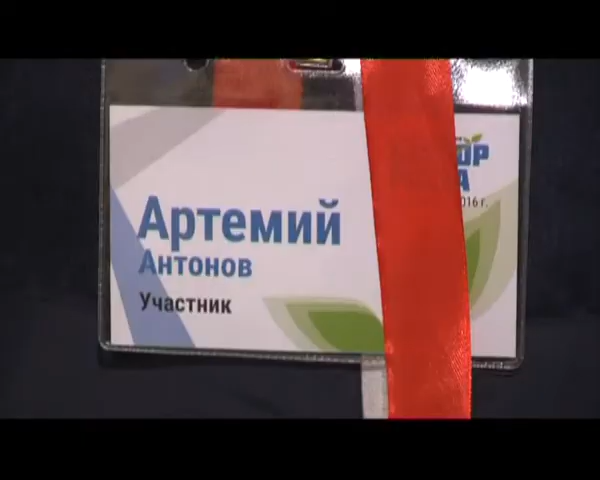 Артемий
Антонов
Участник